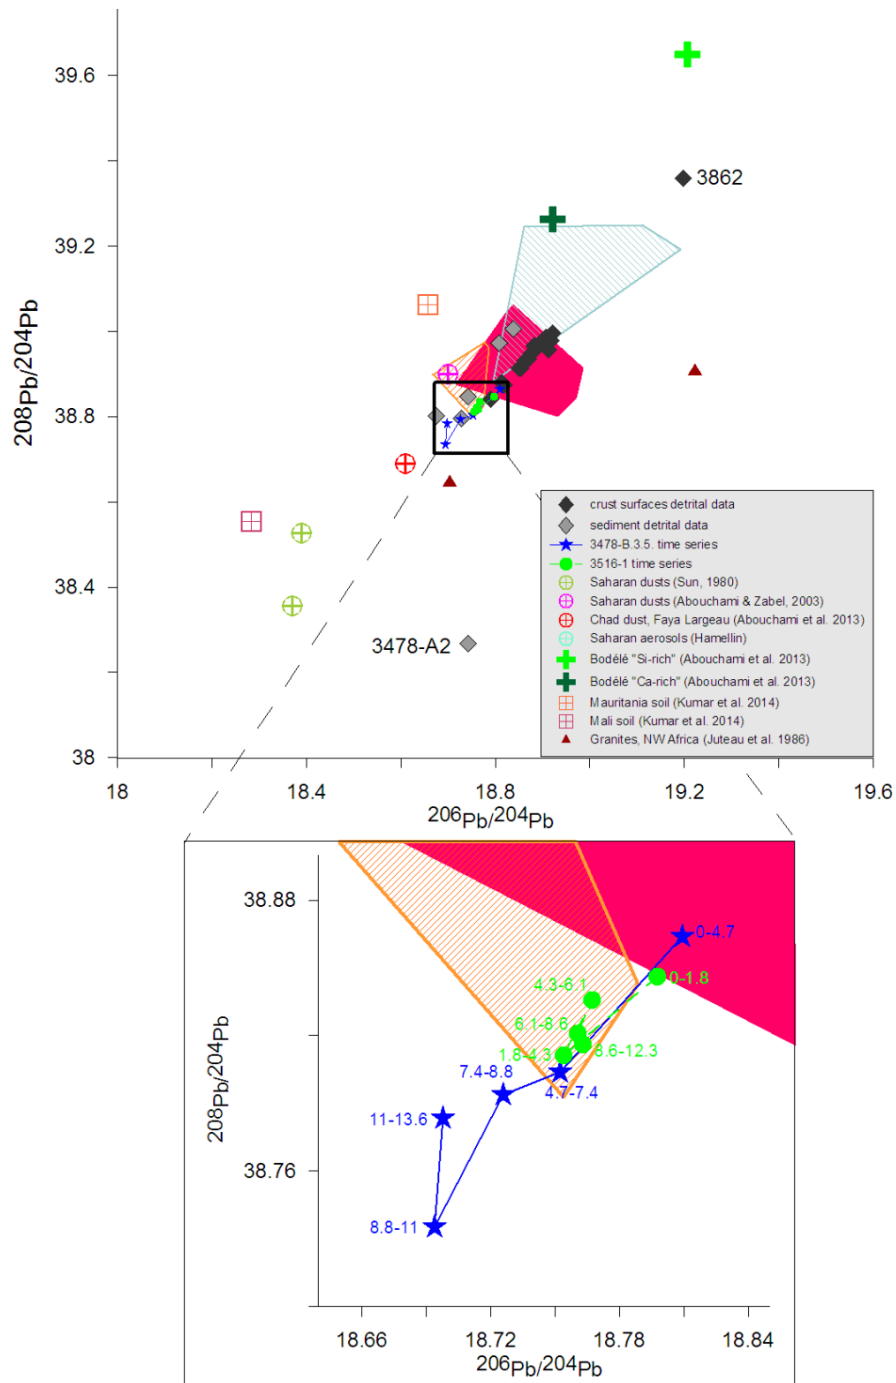 39.6
39.2
38.8
38.4
38
208Pb/204Pb
3862
3478-A2
crust surfaces detrital data
sediment detrital data
3478-B.3.5. time series
3516-1 time series
Saharan dusts (Sun, 1980)
Saharan dusts (Abouchami & Zabel, 2003)
Chad dust, Faya Largeau (Abouchami et al. 2013)
Saharan aerosols (Hamellin)
Bodélé "Si-rich" (Abouchami et al. 2013)
Bodélé "Ca-rich" (Abouchami et al. 2013)
Mauritania soil (Kumar et al. 2014)
Mali soil (Kumar et al. 2014)
Granites, NW Africa (Juteau et al. 1986)
18 18.4 18.8 19.2 19.6
206Pb/204Pb
38.88
38.76
208Pb/204Pb
0-4.7
0-1.8
4.3-6.1
6.1-8.6
1.8-4.3
8.6-12.3
7.4-8.8
4.7-7.4
11-13.6
8.8-11
18.66 18.72 18.78 18.84
206Pb/204Pb